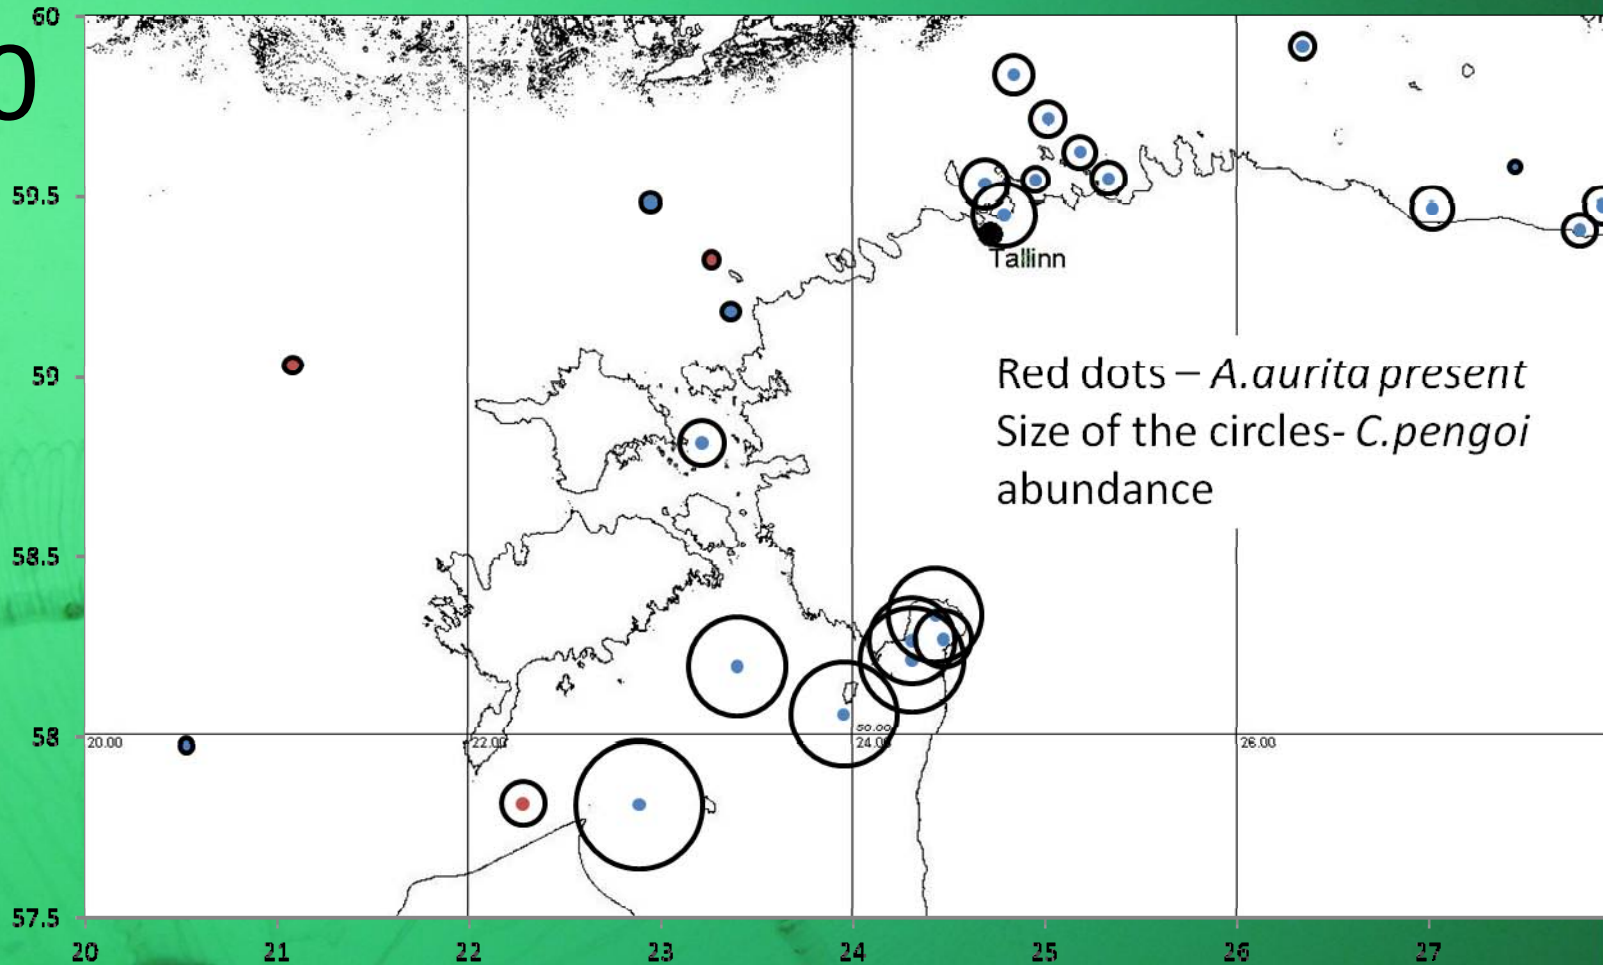 0
60
59.5
59
58.5
58
57.5
Tallinn
Red dots – A.aurita present
Size of the circles- C.pengoi
abundance
50.00
20.00 22.00 24.00 26.00
20 21 22 23 24 25 26 27